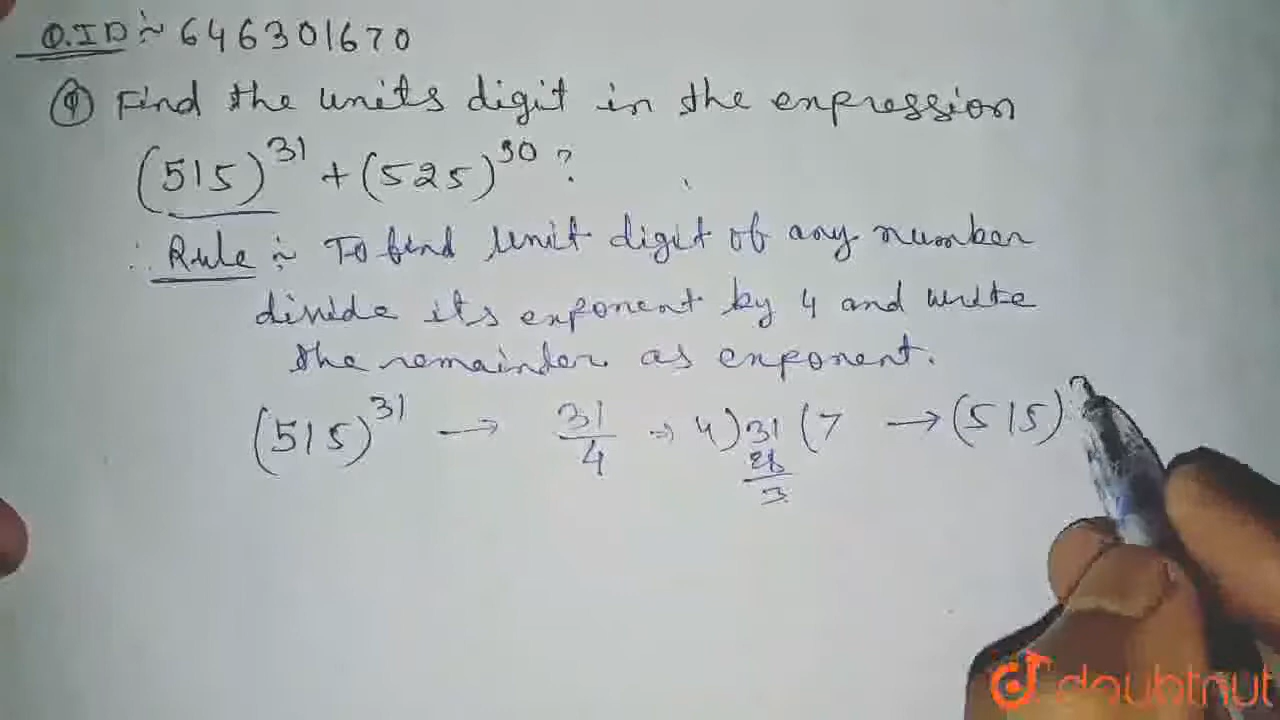 Q.ID:~ 646301670
Q Find the units digit in the expression
(515)^31 + (525)^90 ?
∴ Rule :~ To find Unit digit of any number
divide its exponent by 4 and write
the remainder as exponent.
(515)^31 → 31/4 ⇒ 4) 31 (7 → (515)
28
3
doubtnut